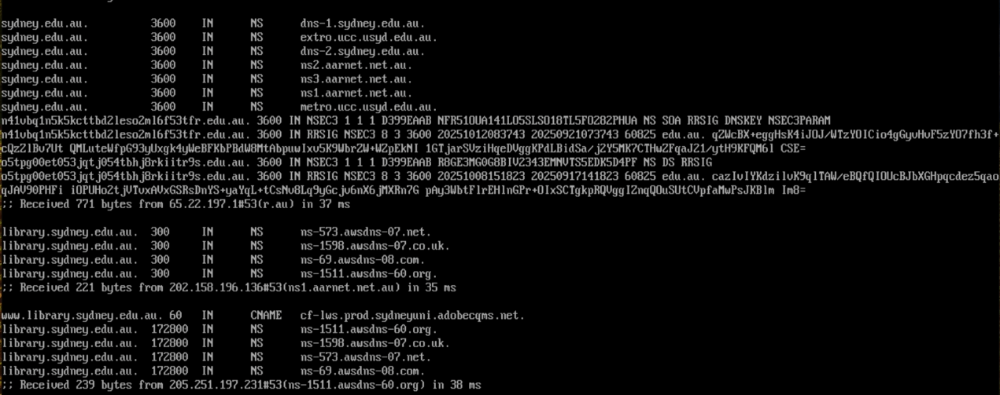 sydney.edu.au. 3600 IN NS dns-1.sydney.edu.au.
sydney.edu.au. 3600 IN NS extro.ucc.usyd.edu.au.
sydney.edu.au. 3600 IN NS dns-2.sydney.edu.au.
sydney.edu.au. 3600 IN NS ns2.aarnet.net.au.
sydney.edu.au. 3600 IN NS ns3.aarnet.net.au.
sydney.edu.au. 3600 IN NS ns1.aarnet.net.au.
sydney.edu.au. 3600 IN NS metro.ucc.usyd.edu.au.
n41vbq1n5k5kcttbd2leso2ml6f53tfr.edu.au. 3600 IN NSEC3 1 1 1 D399EAAB NFR51OUA141LO5SLSO18TL5FO282PHUA NS SOA RRSIG DNSKEY NSEC3PARAM
n41vbq1n5k5kcttbd2leso2ml6f53tfr.edu.au. 3600 IN RRSIG NSEC3 8 3 3600 20251012083743 20250921073743 60825 edu.au. qZWcBX+eggHsK4iJOJ/WTzYOICio4gGyvHvF5zYO7fh3f+
cQzZlBv7Ut QMLuteWfpG93yUxgk4yWeBFKbPBdW8MtAbpuwIxv5K9WbrZW+WZpEkNI 1GTjarSVziHqeDVggKPdLBidSa/j2Y5MK7CTHwZFqaJ21/ytH9KFQM6l CSE=
o5tpg00et053jqtj054tbhj8rkiitr9s.edu.au. 3600 IN NSEC3 1 1 1 D399EAAB R8GE3MG0G8BIV2343EMNVTS5EDK5D4PF NS DS RRSIG
o5tpg00et053jqtj054tbhj8rkiitr9s.edu.au. 3600 IN RRSIG NSEC3 8 3 3600 20251008151823 20250917141823 60825 edu.au. cazIvIYKdzilvK9qlTAW/eBQfQIOUcBJbXGHpqcdez5qao
qJAV90PHFi iOPUHo2tjVTvxAVxGSRsDnYS+yaYqL+tCsNv8Lq9yGcjv6nX6jMXRn7G pAy3WbtFlrEHlnGPr+OIxSCTgkpRQVggIZnqQOuSUtCVpfaMwPsJKBlm Im8=
;; Received 771 bytes from 65.22.197.1#53(r.au) in 37 ms
library.sydney.edu.au. 300 IN NS ns-573.awsdns-07.net.
library.sydney.edu.au. 300 IN NS ns-1598.awsdns-07.co.uk.
library.sydney.edu.au. 300 IN NS ns-69.awsdns-08.com.
library.sydney.edu.au. 300 IN NS ns-1511.awsdns-60.org.
;; Received 221 bytes from 202.158.196.136#53(ns1.aarnet.net.au) in 35 ms
www.library.sydney.edu.au. 60 IN CNAME cf-lws.prod.sydneyuni.adobecqms.net.
library.sydney.edu.au. 172800 IN NS ns-1511.awsdns-60.org.
library.sydney.edu.au. 172800 IN NS ns-1598.awsdns-07.co.uk.
library.sydney.edu.au. 172800 IN NS ns-573.awsdns-07.net.
library.sydney.edu.au. 172800 IN NS ns-69.awsdns-08.com.
;; Received 239 bytes from 205.251.197.231#53(ns-1511.awsdns-60.org) in 38 ms